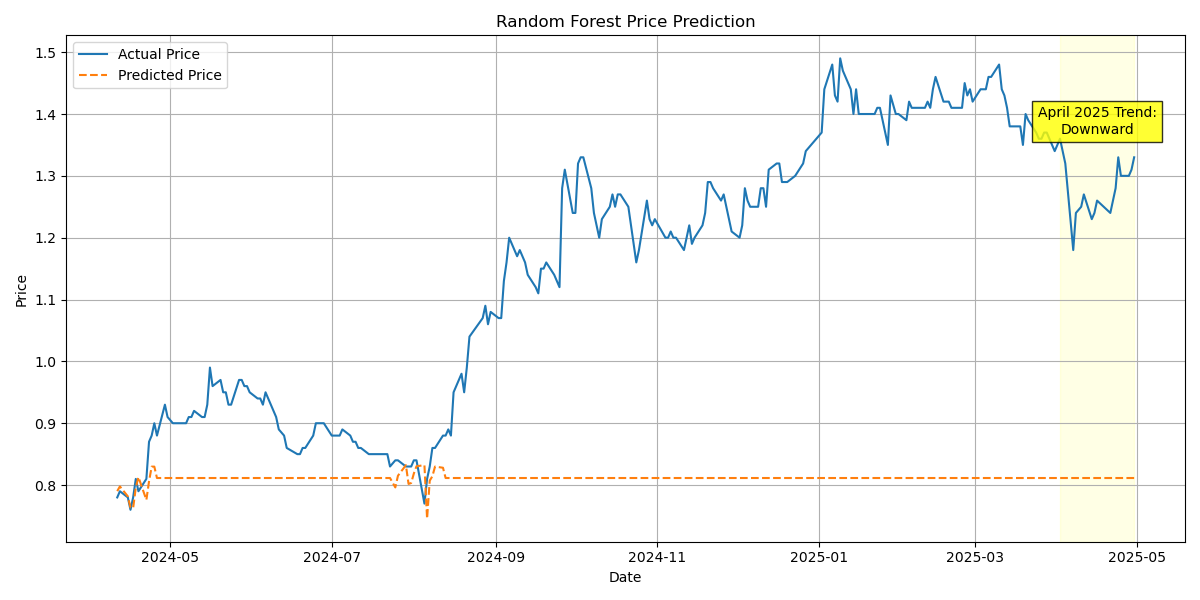 Random Forest Price Prediction
Actual Price
Predicted Price
April 2025 Trend:
Downward
1.5
1.4
1.3
1.2
1.1
1.0
0.9
0.8
Price
2024-05
2024-07
2024-09
2024-11
2025-01
2025-03
2025-05
Date